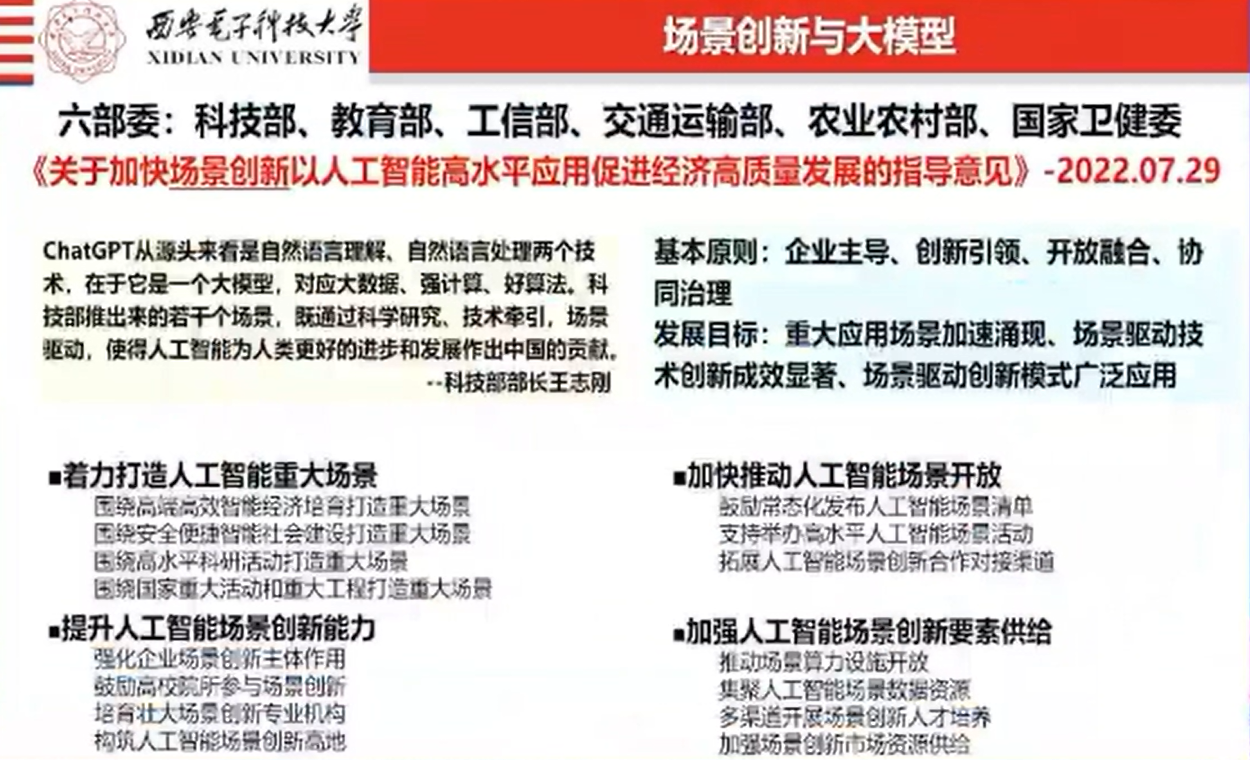 西安电子科技大学
XIDIAN UNIVERSITY
场景创新与大模型
六部委：科技部、教育部、工信部、交通运输部、农业农村部、国家卫健委
《关于加快场景创新以人工智能高水平应用促进经济高质量发展的指导意见》-2022.07.29
ChatGPT从源头来看是自然语言理解、自然语言处理两个技
术，在于它是一个大模型，对应大数据、强计算、好算法。科
技部推出来的若干个场景，既通过科学研究、技术牵引，场景
驱动，使得人工智能为人类更好的进步和发展作出中国的贡献。
--科技部部长王志刚
基本原则：企业主导、创新引领、开放融合、协
同治理
发展目标：重大应用场景加速涌现、场景驱动技
术创新成效显著、场景驱动创新模式广泛应用
■着力打造人工智能重大场景
围绕高端高效智能经济培育打造重大场景
围绕安全便捷智能社会建设打造重大场景
围绕高水平科研活动打造重大场景
围绕国家重大活动和重大工程打造重大场景
■提升人工智能场景创新能力
强化企业场景创新主体作用
鼓励高校院所参与场景创新
培育壮大场景创新专业机构
构筑人工智能场景创新高地
■加快推动人工智能场景开放
鼓励常态化发布人工智能场景清单
支持举办高水平人工智能场景活动
拓展人工智能场景创新合作对接渠道
■加强人工智能场景创新要素供给
推动场景算力设施开放
集聚人工智能场景数据资源
多渠道开展场景创新人才培养
加强场景创新市场资源供给